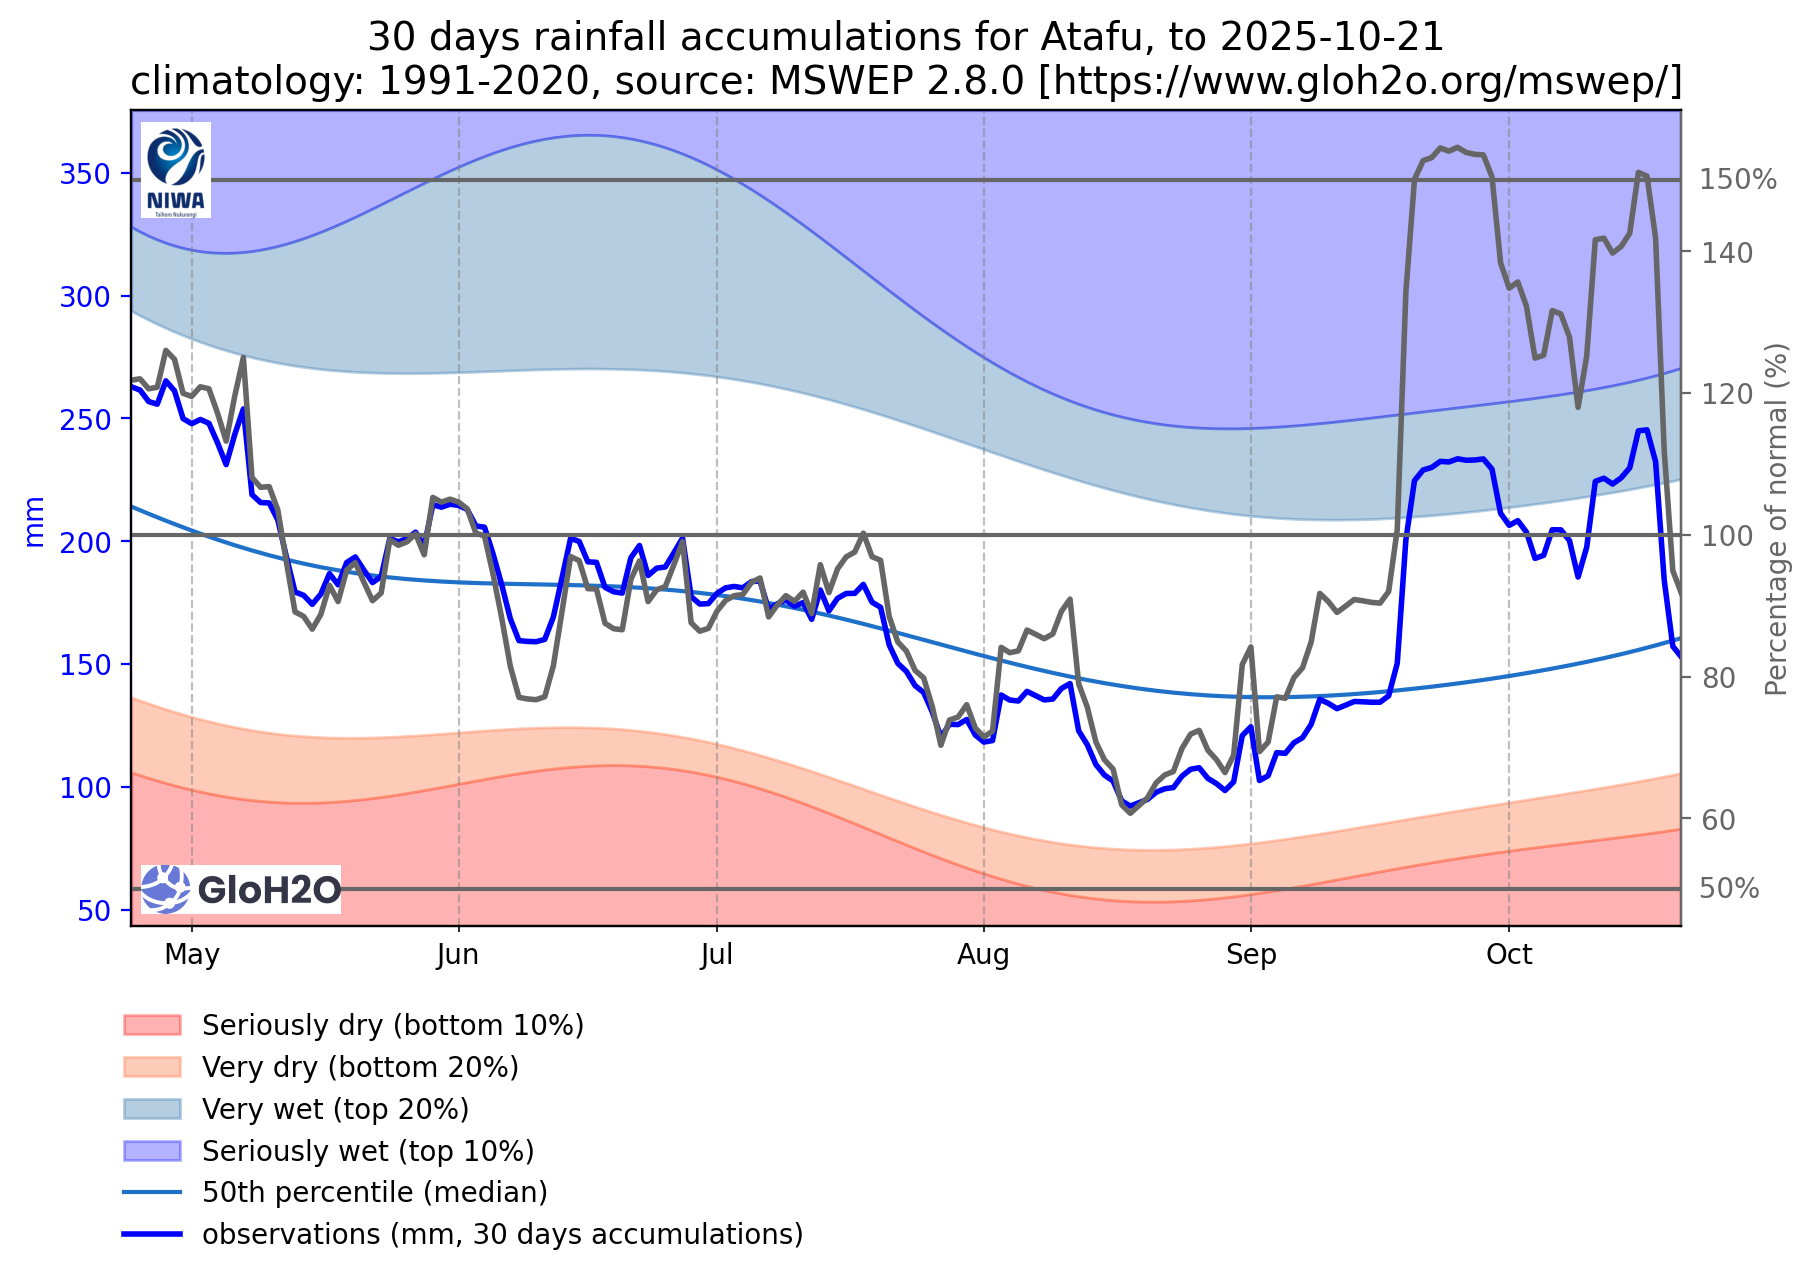 30 days rainfall accumulations for Atafu, to 2025-10-21
climatology: 1991-2020, source: MSWEP 2.8.0 [https://www.gloh2o.org/mswep/]
NIWA
Taihoro Nukurangi
mm
350
300
250
200
150
100
50
150%
140
120
100
80
60
50%
Percentage of normal (%)
GloH2O
May
Jun
Jul
Aug
Sep
Oct
Seriously dry (bottom 10%)
Very dry (bottom 20%)
Very wet (top 20%)
Seriously wet (top 10%)
50th percentile (median)
observations (mm, 30 days accumulations)